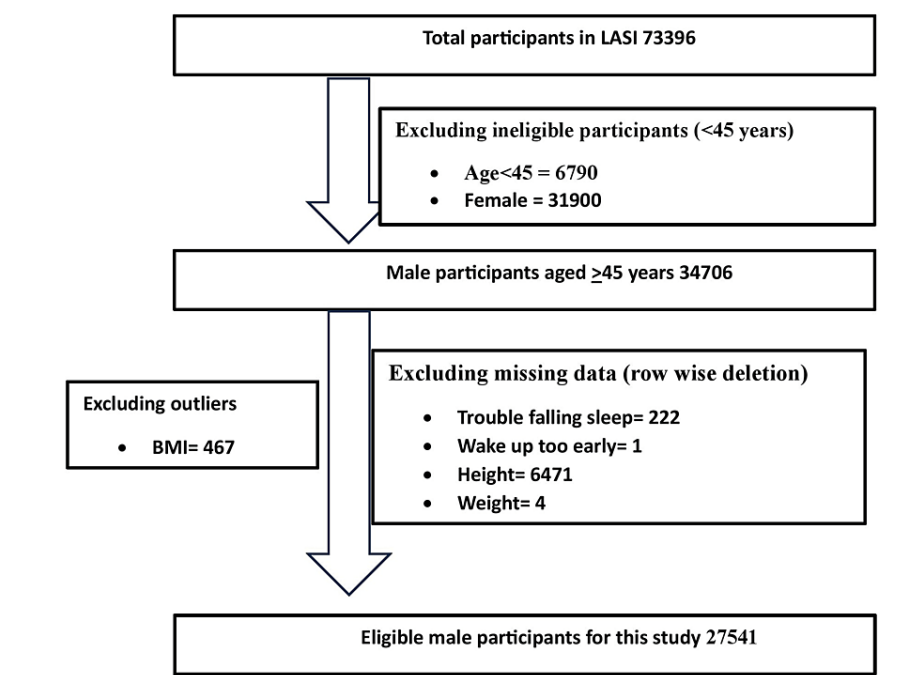 Total participants in LASI 73396
Excluding ineligible participants (<45 years)
• Age<45 = 6790
• Female = 31900
Male participants aged ≥45 years 34706
Excluding missing data (row wise deletion)
• Trouble falling sleep= 222
• Wake up too early= 1
• Height= 6471
• Weight= 4
Excluding outliers
• BMI= 467
Eligible male participants for this study 27541